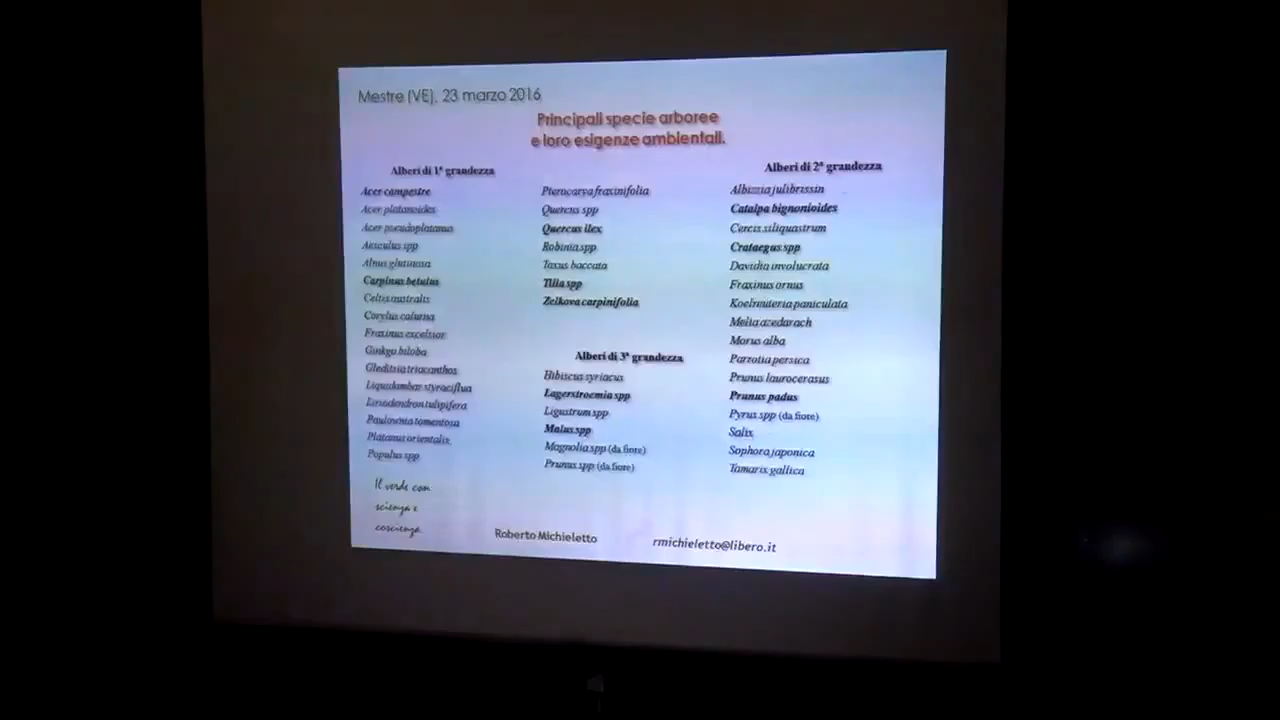 Mestre (VE), 23 marzo 2016
Principali specie arboree
e loro esigenze ambientali.
Alberi di 1ª grandezza
Acer campestre
Acer platanoides
Acer pseudoplatanus
Aesculus spp
Alnus glutinosa
Carpinus betulus
Celtis australis
Corylus colurna
Fraxinus excelsior
Ginkgo biloba
Gleditsia triacanthos
Liquidambar styraciflua
Liriodendron tulipifera
Paulownia tomentosa
Platanus orientalis
Populus spp
Pterocarya fraxinifolia
Quercus spp
Quercus ilex
Robinia spp
Taxus baccata
Tilia spp
Zelkova carpinifolia
Alberi di 3ª grandezza
Hibiscus syriacus
Lagerstroemia spp
Ligustrum spp
Malus spp
Magnolia spp (da fiore)
Prunus spp (da fiore)
Alberi di 2ª grandezza
Albizzia julibrissin
Catalpa bignonioides
Cercis siliquastrum
Crataegus spp
Davidia involucrata
Fraxinus ornus
Koelreuteria paniculata
Melia azedarach
Morus alba
Parrotia persica
Prunus laurocerasus
Prunus padus
Pyrus spp (da fiore)
Salix
Sophora japonica
Tamarix gallica
Il verde con
scienza e
coscienza
Roberto Michieletto
rmichieletto@libero.it